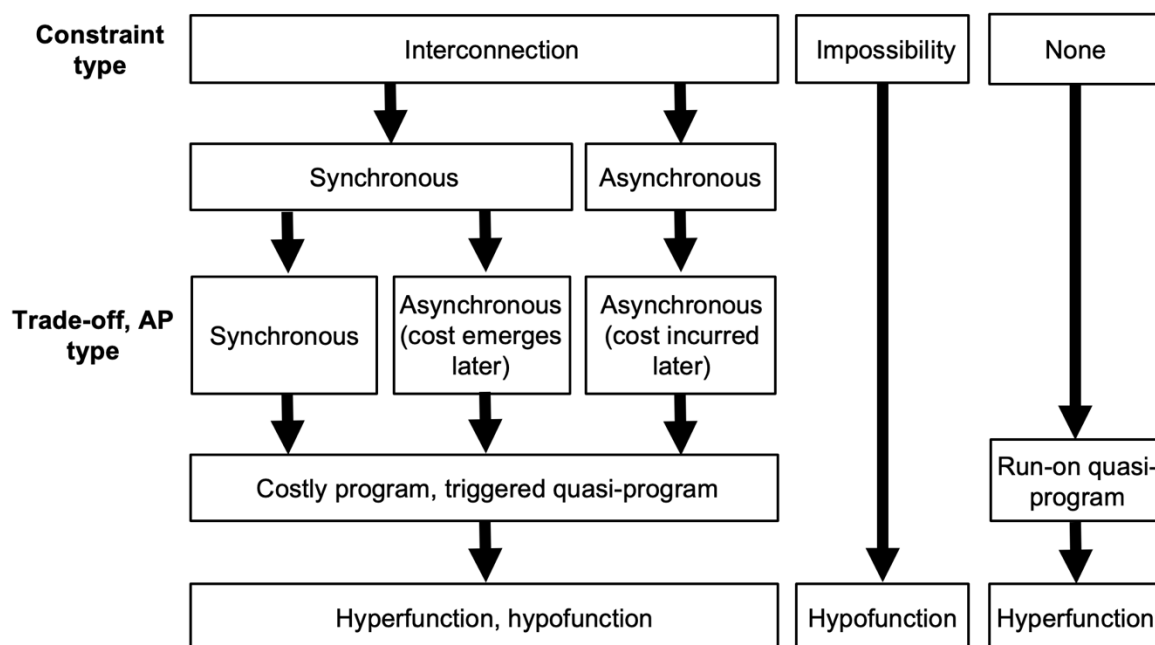 Constraint
type
Interconnection
Impossibility
None
Synchronous
Asynchronous
Trade-off, AP
type
Synchronous
Asynchronous
(cost emerges
later)
Asynchronous
(cost incurred
later)
Costly program, triggered quasi-program
Run-on quasi-
program
Hyperfunction, hypofunction
Hypofunction
Hyperfunction